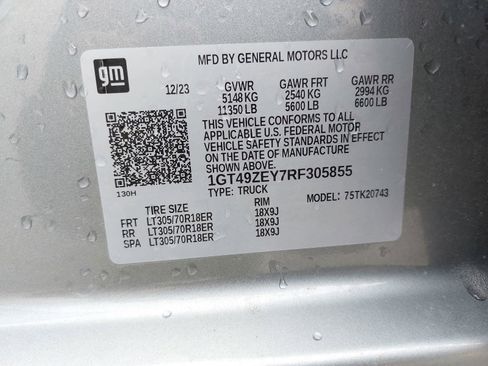 gm
MFD BY GENERAL MOTORS LLC
12/23 GVWR GAWR FRT GAWR RR
5148 KG 2540 KG 2994 KG
11350 LB 5600 LB 6600 LB
THIS VEHICLE CONFORMS TO ALL
APPLICABLE U.S. FEDERAL MOTOR
VEHICLE SAFETY STANDARDS IN EFFECT
ON THE DATE OF MANUFACTURE
SHOWN ABOVE.
1GT49ZEY7RF305855
TYPE: TRUCK MODEL: 75TK20743
130H
TIRE SIZE RIM
FRT LT305/70R18ER 18X9J
RR LT305/70R18ER 18X9J
SPA LT305/70R18ER 18X9J